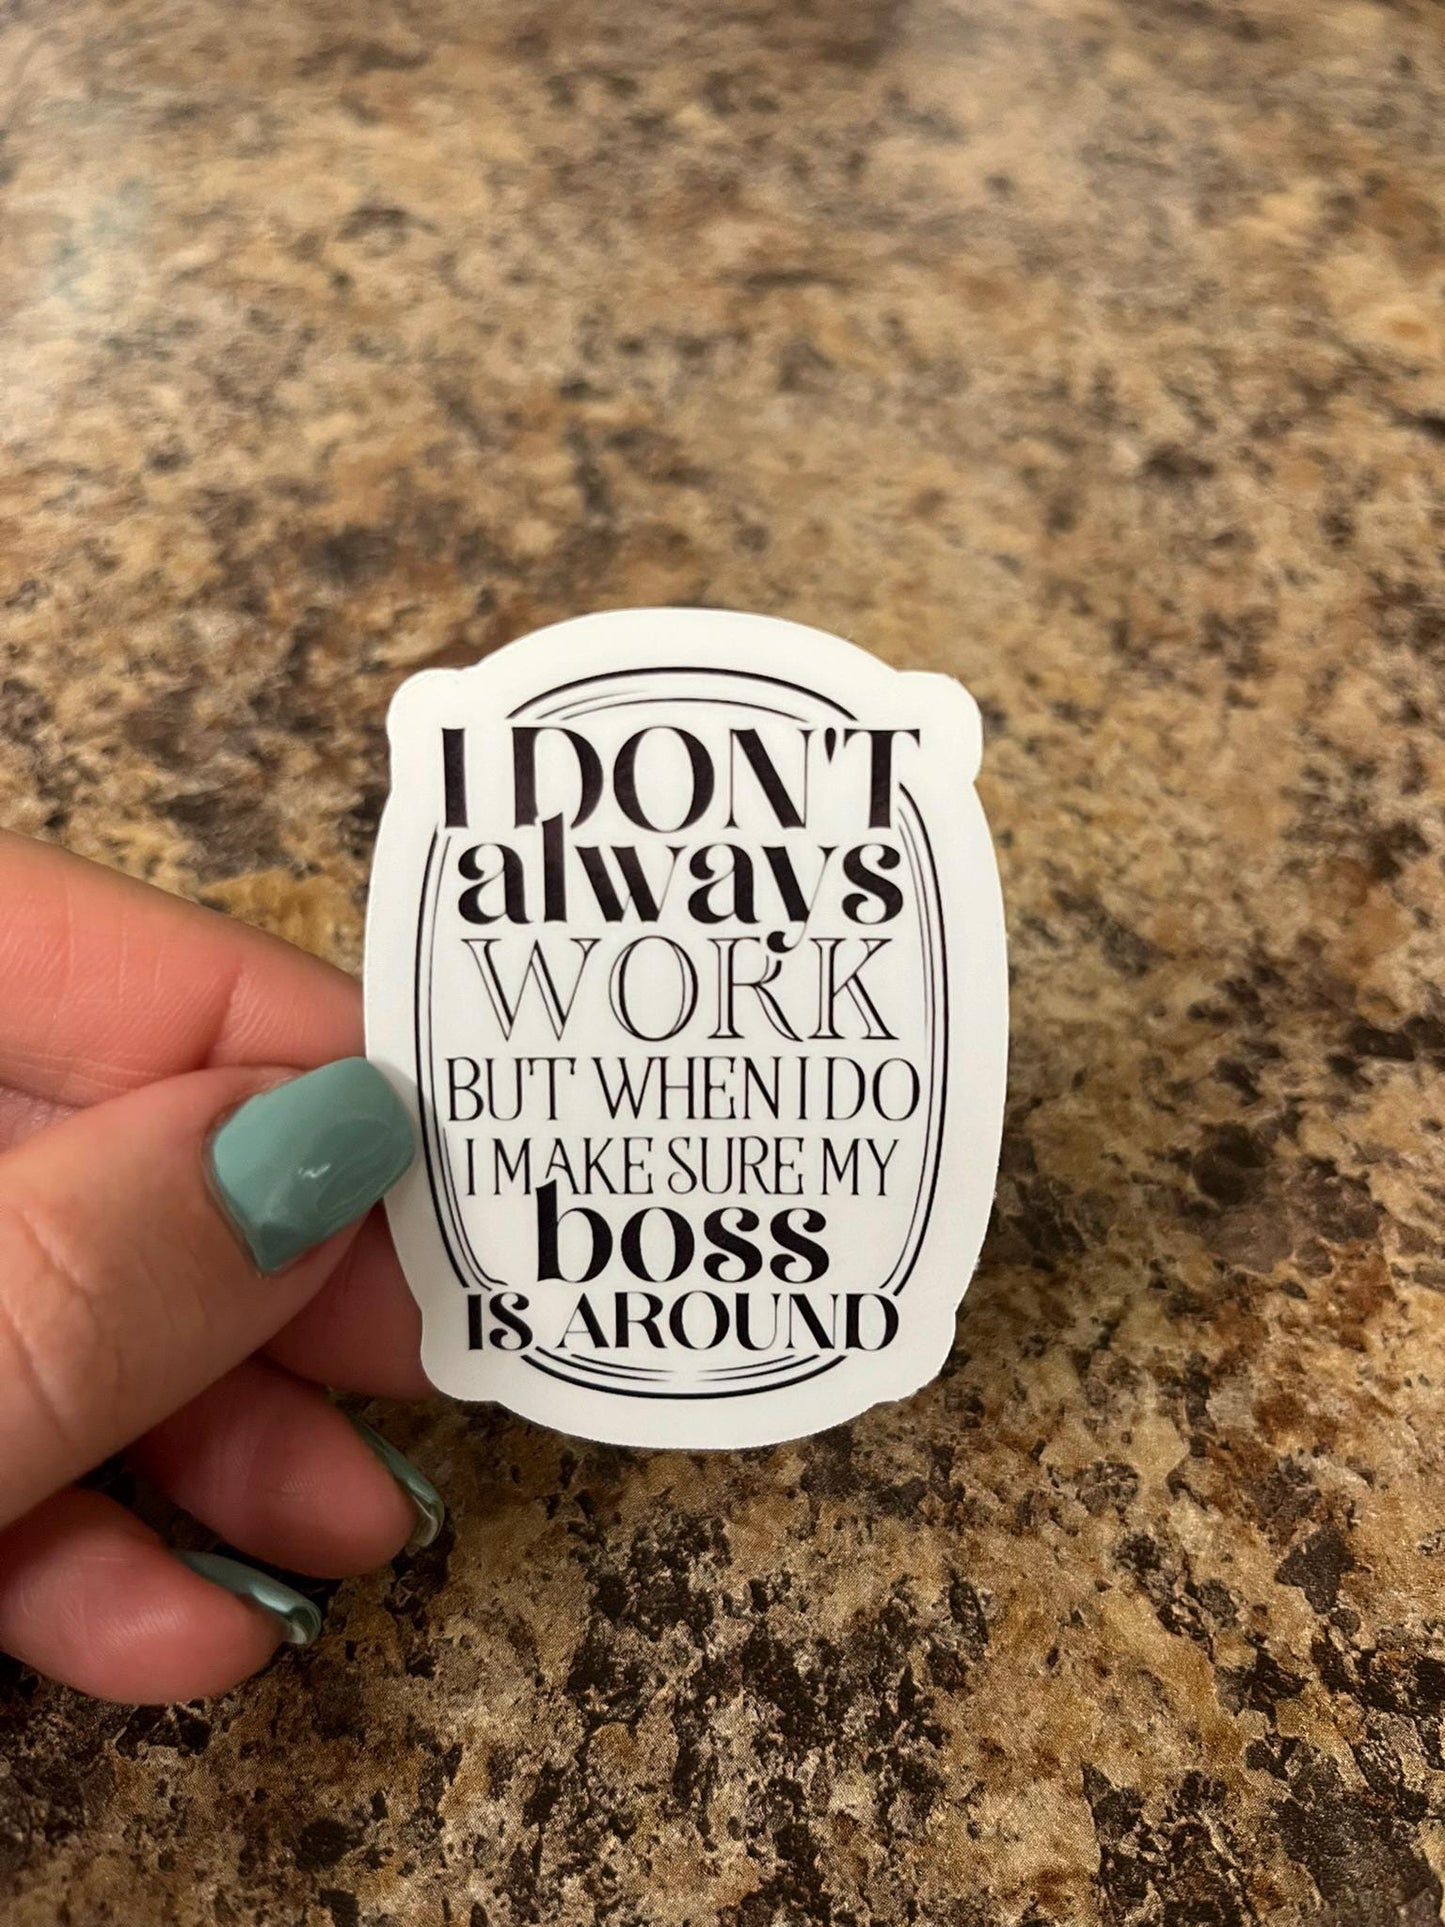 I DON'T
always
WORK
BUT WHEN I DO
I MAKE SURE MY
boss
IS AROUND